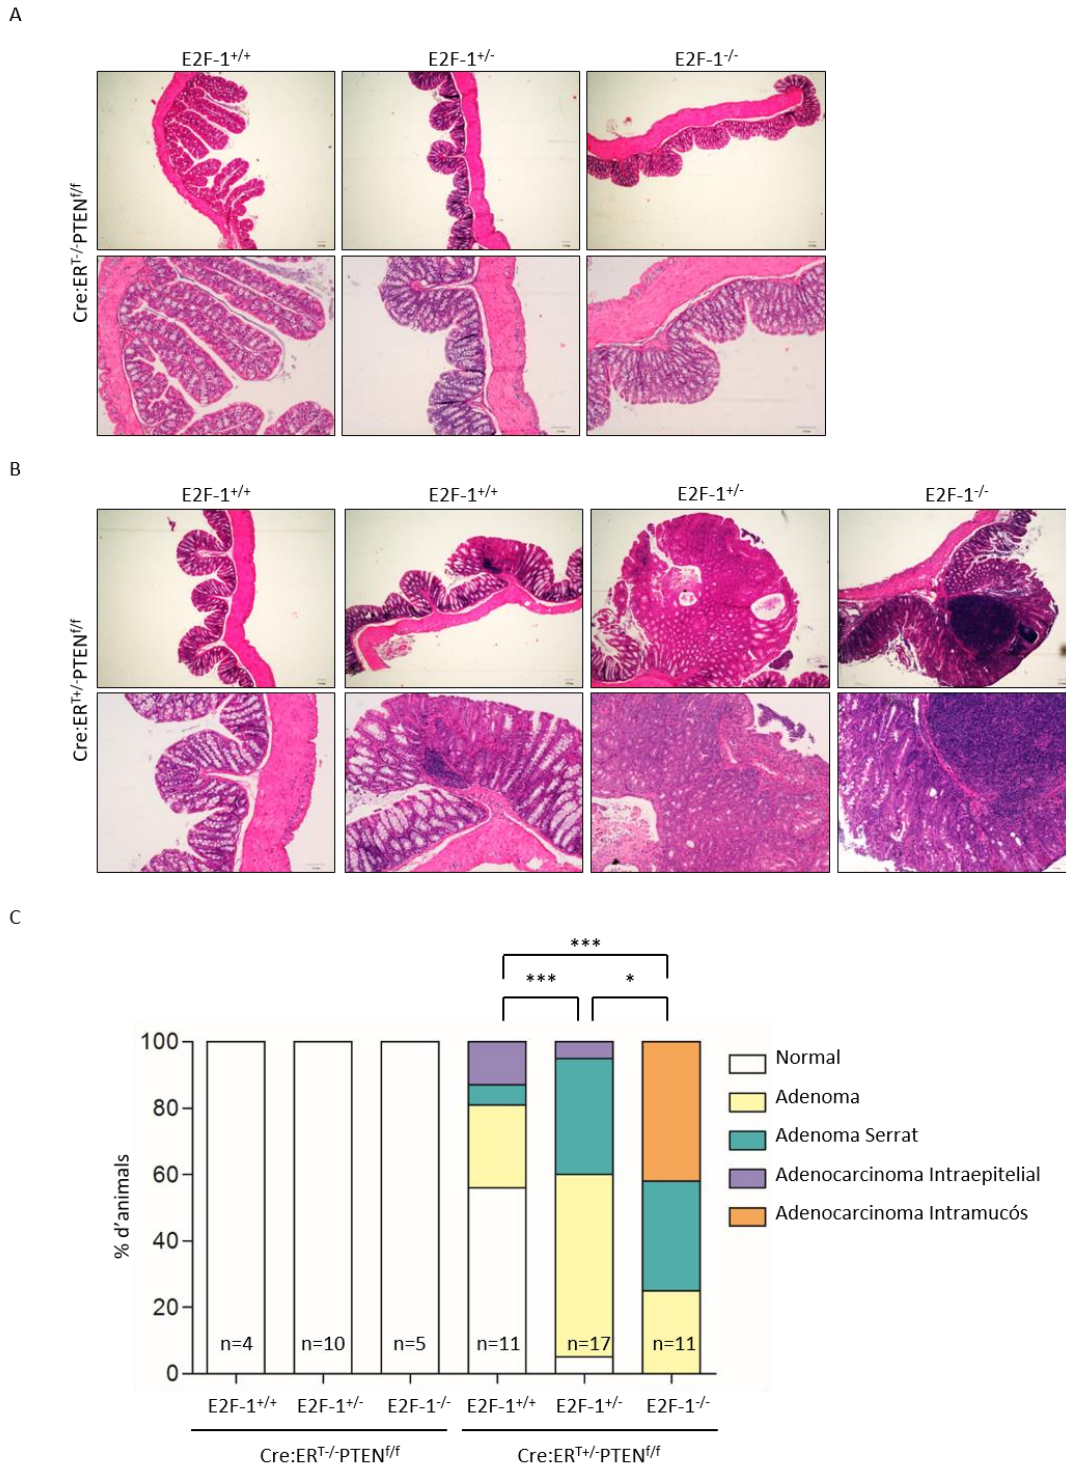 A
E2F-1+/+ E2F-1+/- E2F-1-/-
Cre:ERT-/-PTENf/f
B
E2F-1+/+ E2F-1+/+ E2F-1+/- E2F-1-/-
Cre:ERT+/-PTENf/f
C
***
*** *
% d'animals
100
80
60
40
20
0
n=4 n=10 n=5 n=11 n=17 n=11
Normal
Adenoma
Adenoma Serrat
Adenocarcinoma Intraepitelial
Adenocarcinoma Intramucós
E2F-1+/+ E2F-1+/- E2F-1-/- E2F-1+/+ E2F-1+/- E2F-1-/-
Cre:ERT-/-PTENf/f Cre:ERT+/-PTENf/f